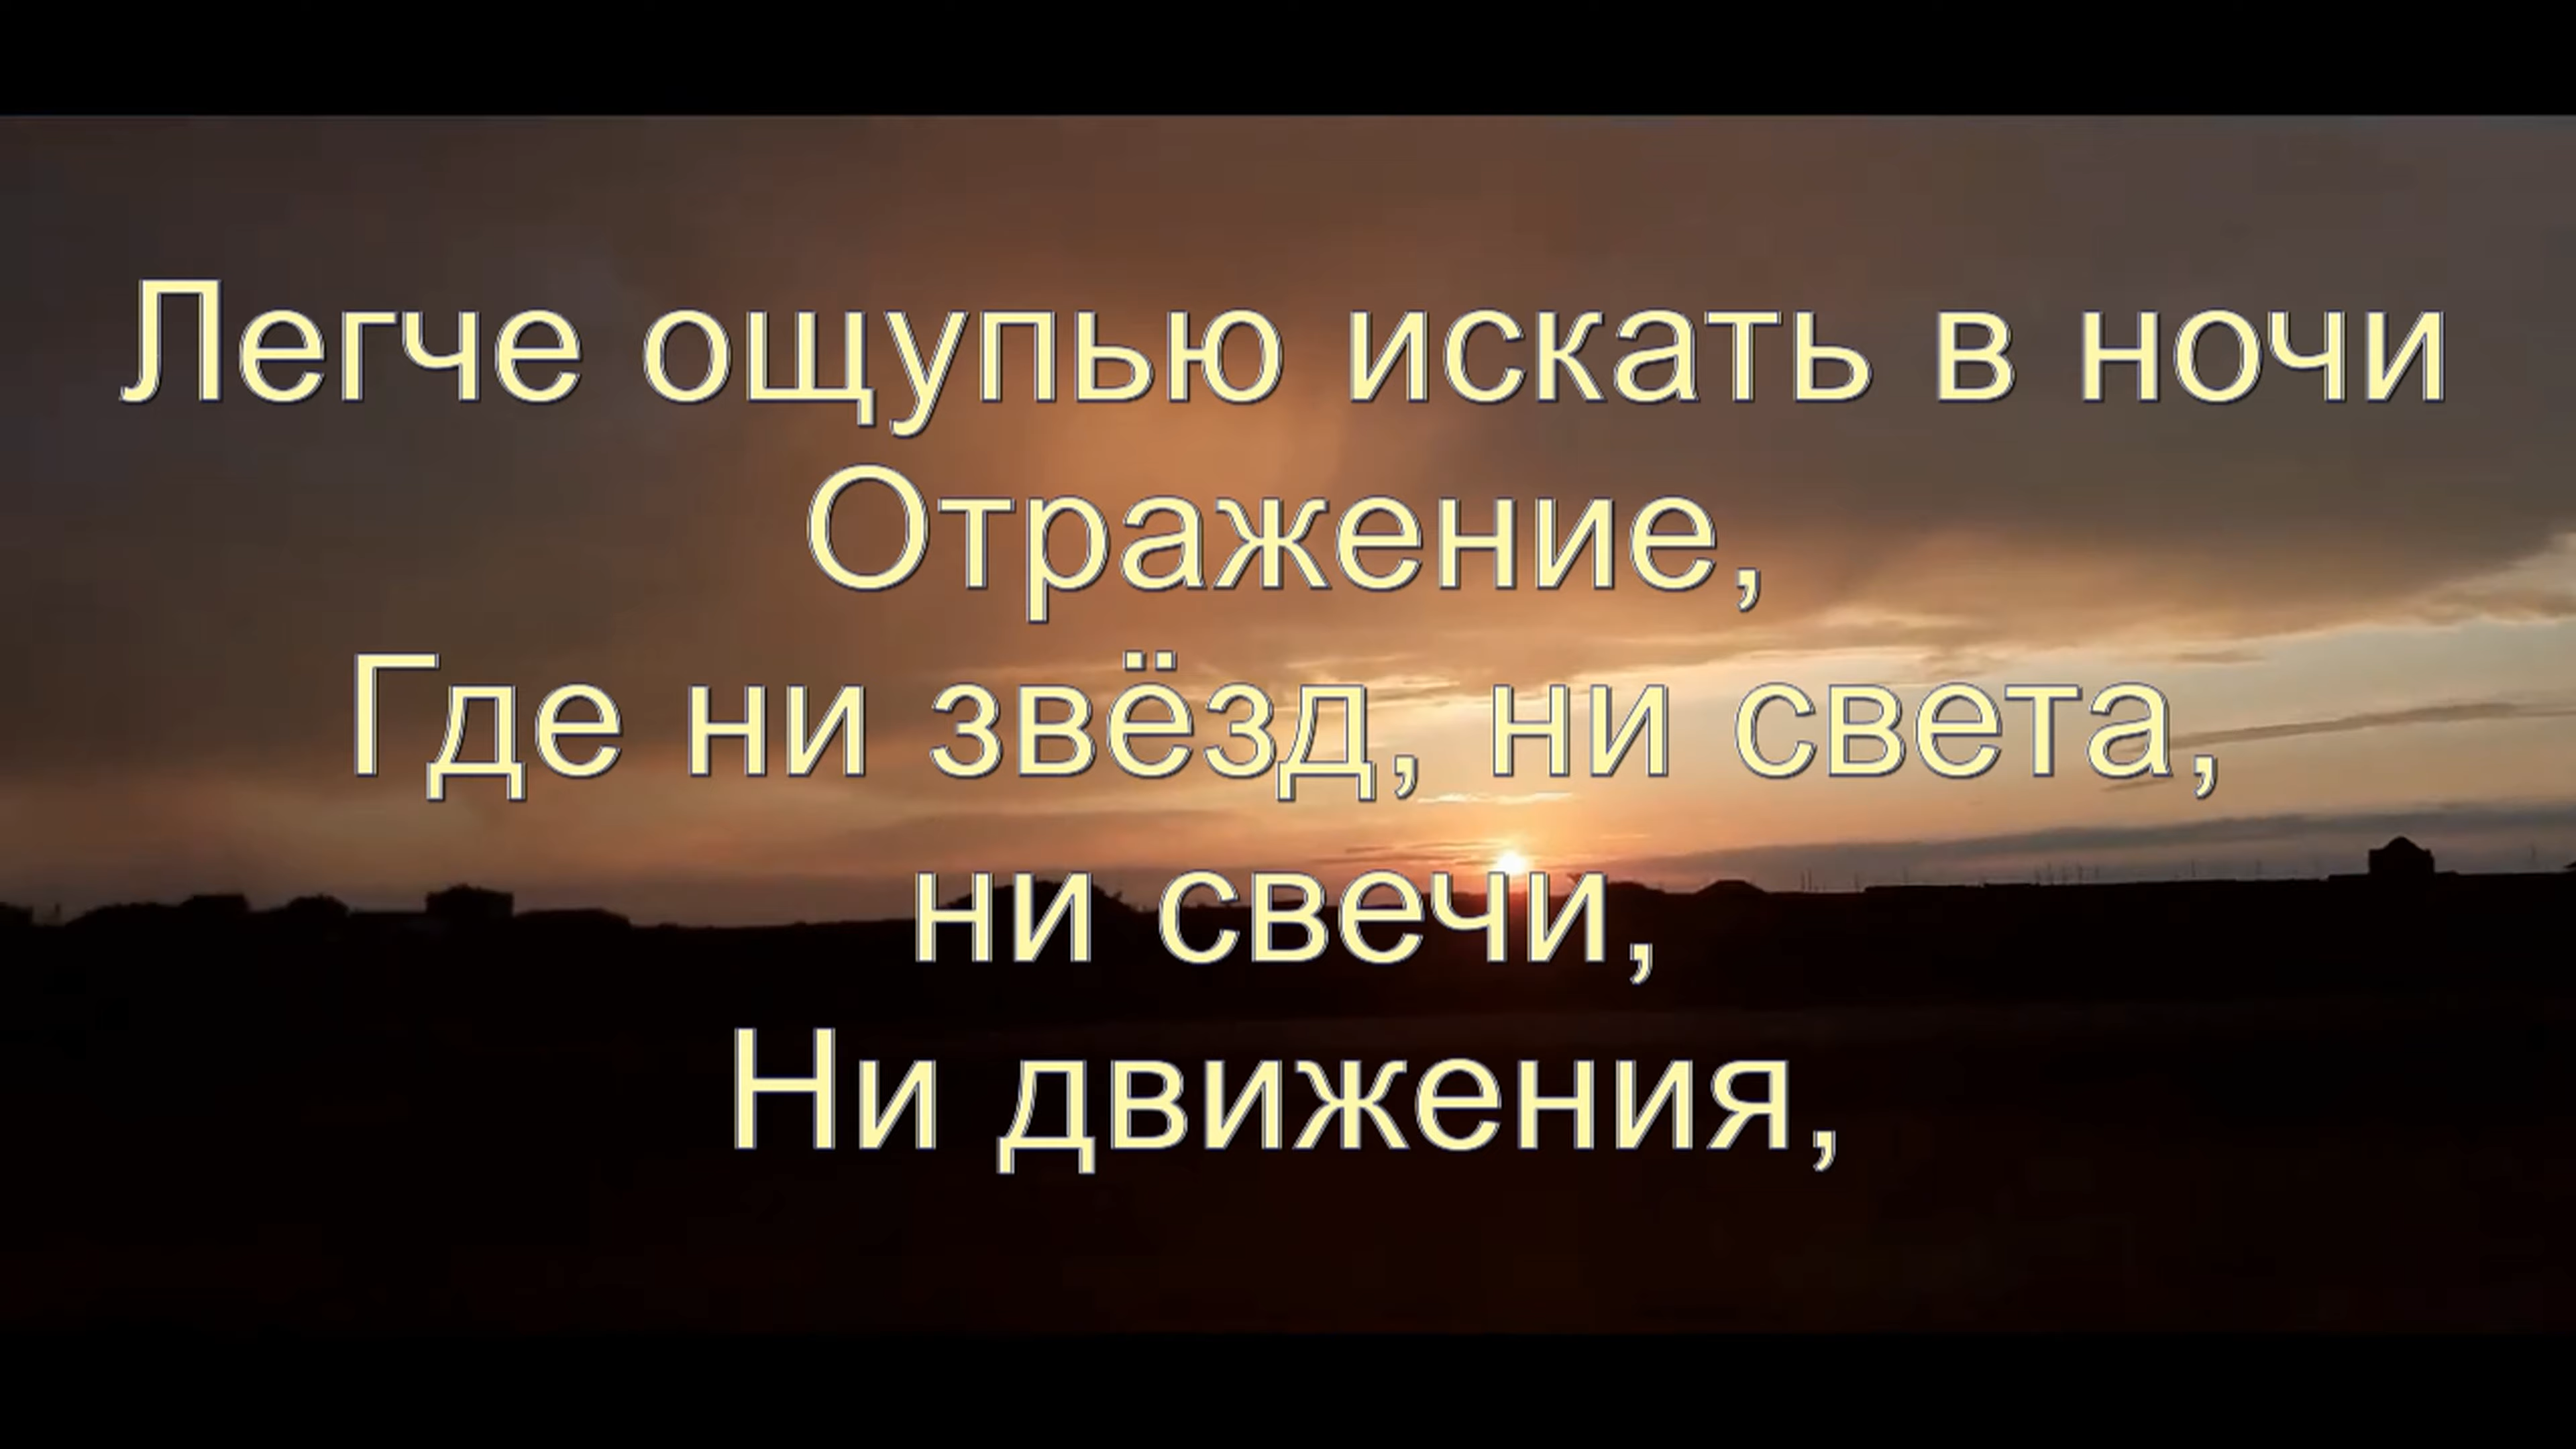 Легче ощупью искать в ночи
Отражение,
Где ни звёзд, ни света,
ни свечи,
Ни движения,